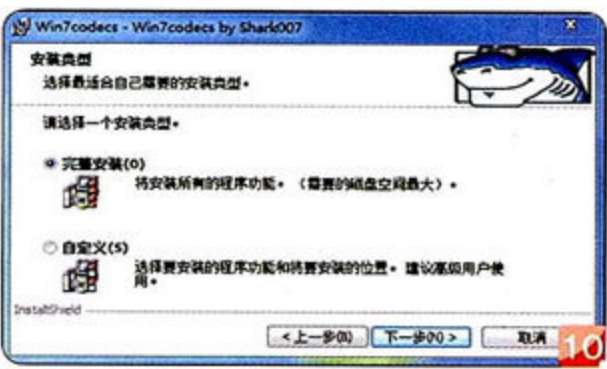 Win7codecs - Win7codecs by Shark007
安装类型
选择最适合自己需要的安装类型。
请选择一个安装类型。
完整安装(O)
将安装所有的程序功能。（需要的磁盘空间最大）。
自定义(S)
选择要安装的程序功能和将要安装的位置。建议高级用户使
用。
InstallShield
<上一步(B) 下一步(N)> 取消
10